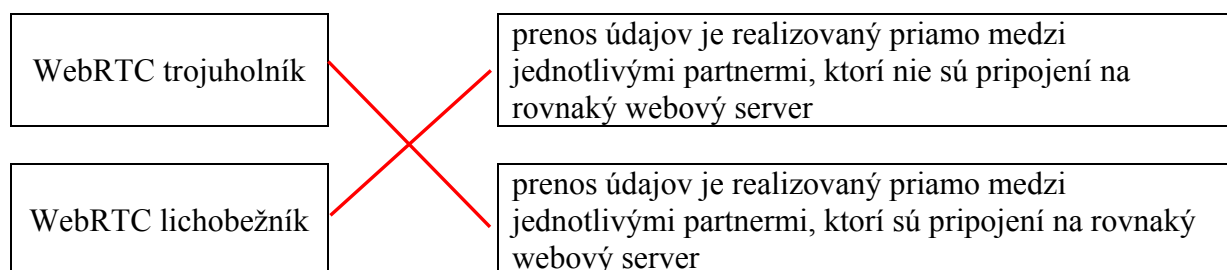 WebRTC trojuholník
prenos údajov je realizovaný priamo medzi
jednotlivými partnermi, ktorí nie sú pripojení na
rovnaký webový server
WebRTC lichobežník
prenos údajov je realizovaný priamo medzi
jednotlivými partnermi, ktorí sú pripojení na rovnaký
webový server